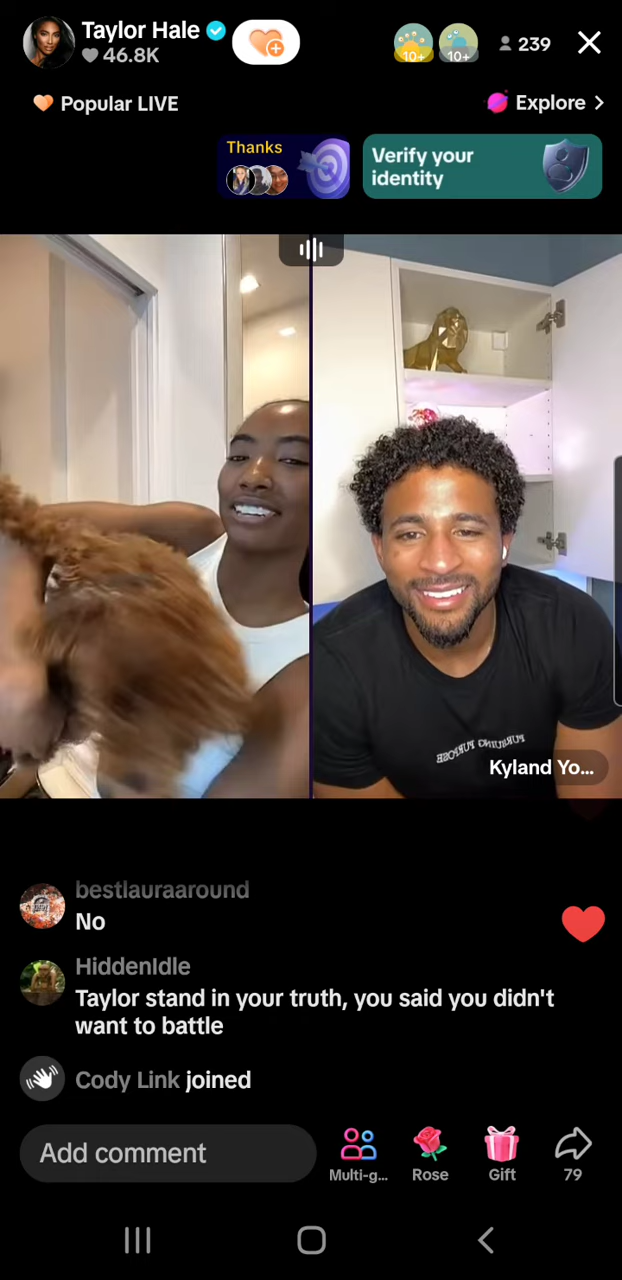 Taylor Hale
46.8K
10+
10+
239
Popular LIVE
Explore
Thanks
Verify your
identity
PURSUING PURPOSE
Kyland Yo...
bestlauraaround
No
HiddenIdle
Taylor stand in your truth, you said you didn't
want to battle
Cody Link joined
Add comment
Multi-g...
Rose
Gift
79